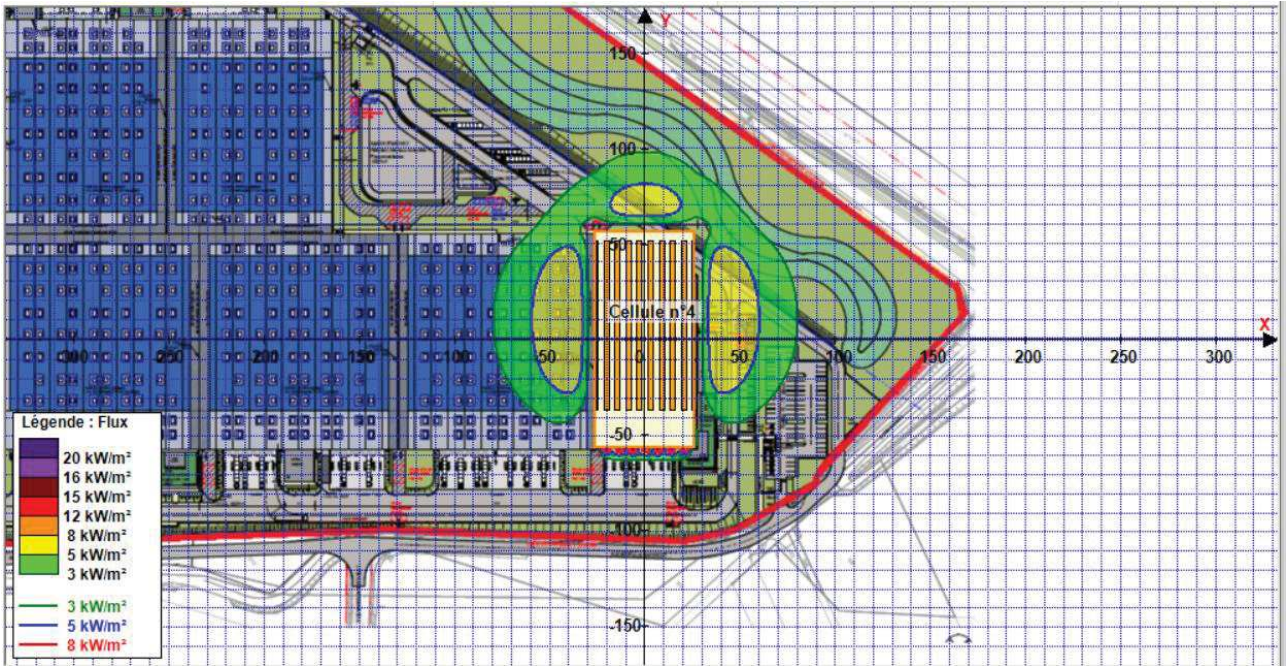 Y
150
100
50
Cellule n°4
X
-300
-250
-200
-150
-100
-50
50
100
150
200
250
300
-50
-100
-150
Légende : Flux
20 kW/m²
16 kW/m²
15 kW/m²
12 kW/m²
8 kW/m²
5 kW/m²
3 kW/m²
3 kW/m²
5 kW/m²
8 kW/m²